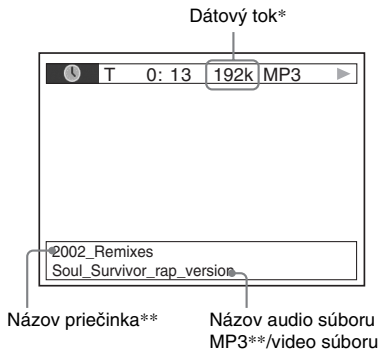 Dátový tok*
T 0: 13 192k MP3
2002_Remixes
Soul_Survivor_rap_version
Názov priečinka**
Názov audio súboru
MP3**/video súboru